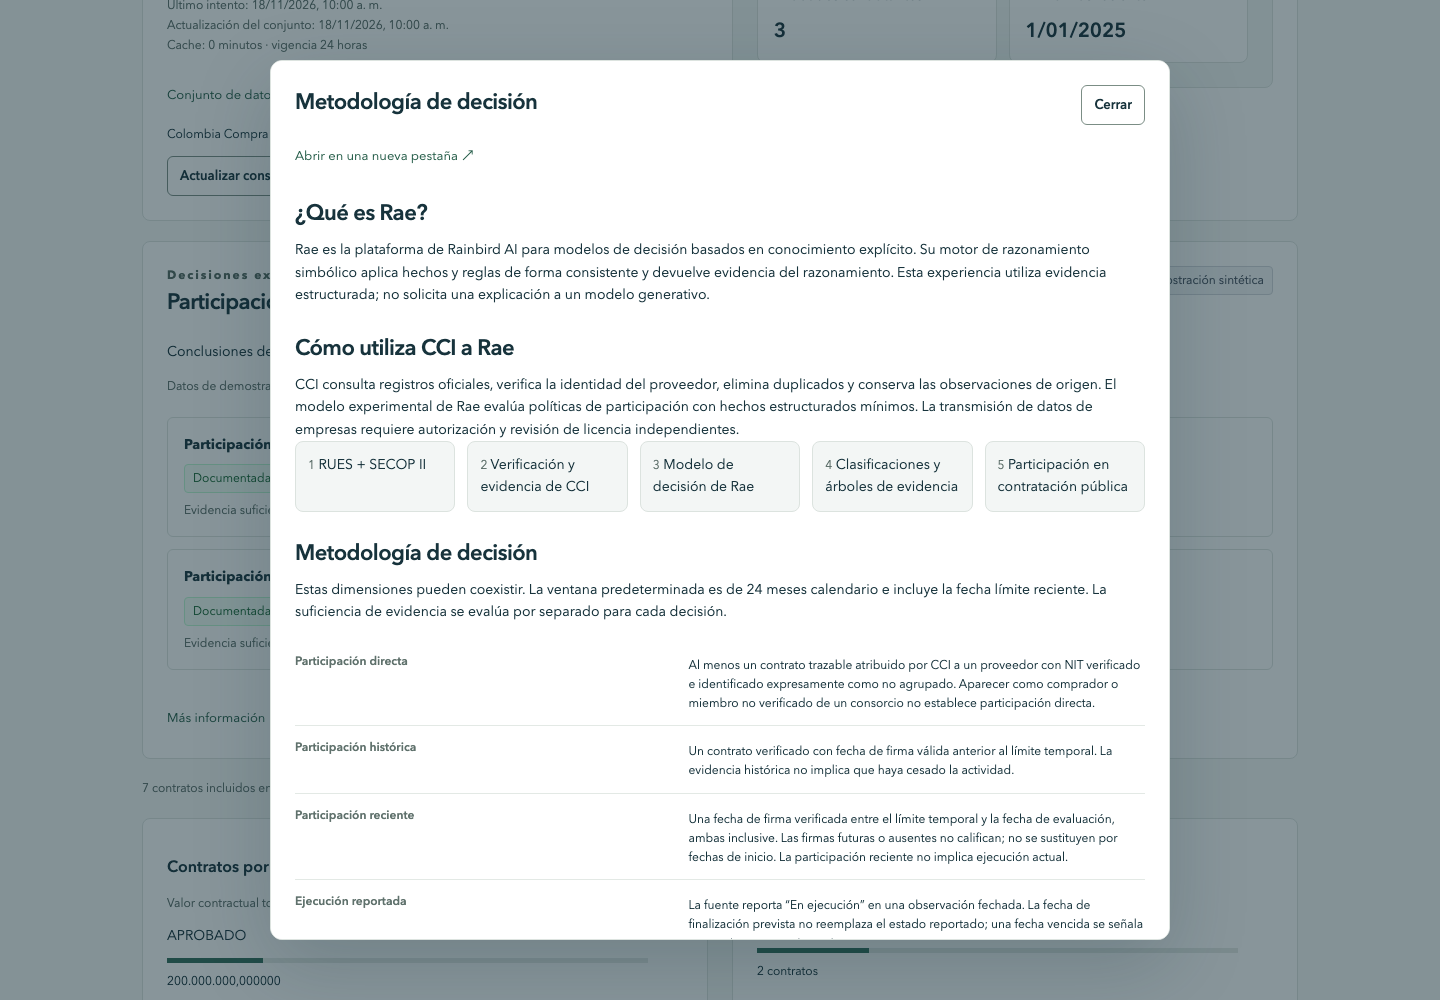 Último intento: 18/11/2026, 10:00 a. m.
Actualización del conjunto: 18/11/2026, 10:00 a. m.
Cache: 0 minutos · vigencia 24 horas
3
1/01/2025
Conjunto de dato
Colombia Compra
Actualizar cons
Metodología de decisión
Cerrar
Abrir en una nueva pestaña ↗
¿Qué es Rae?
Rae es la plataforma de Rainbird AI para modelos de decisión basados en conocimiento explícito. Su motor de razonamiento
simbólico aplica hechos y reglas de forma consistente y devuelve evidencia del razonamiento. Esta experiencia utiliza evidencia
estructurada; no solicita una explicación a un modelo generativo.
Cómo utiliza CCI a Rae
CCI consulta registros oficiales, verifica la identidad del proveedor, elimina duplicados y conserva las observaciones de origen. El
modelo experimental de Rae evalúa políticas de participación con hechos estructurados mínimos. La transmisión de datos de
empresas requiere autorización y revisión de licencia independientes.
1 RUES + SECOP II
2 Verificación y
evidencia de CCI
3 Modelo de
decisión de Rae
4 Clasificaciones y
árboles de evidencia
5 Participación en
contratación pública
Metodología de decisión
Estas dimensiones pueden coexistir. La ventana predeterminada es de 24 meses calendario e incluye la fecha límite reciente. La
suficiencia de evidencia se evalúa por separado para cada decisión.
Participación directa
Al menos un contrato trazable atribuido por CCI a un proveedor con NIT verificado
e identificado expresamente como no agrupado. Aparecer como comprador o
miembro no verificado de un consorcio no establece participación directa.
Participación histórica
Un contrato verificado con fecha de firma válida anterior al límite temporal. La
evidencia histórica no implica que haya cesado la actividad.
Participación reciente
Una fecha de firma verificada entre el límite temporal y la fecha de evaluación,
ambas inclusive. Las firmas futuras o ausentes no califican; no se sustituyen por
fechas de inicio. La participación reciente no implica ejecución actual.
Ejecución reportada
La fuente reporta “En ejecución” en una observación fechada. La fecha de
finalización prevista no reemplaza el estado reportado; una fecha vencida se señala
Decisiones ex
Participació
ostración sintética
Conclusiones de
Datos de demostra
Participación
Documentada
Evidencia suficie
Participación
Documentada
Evidencia suficie
Más información
7 contratos incluidos en
Contratos por
Valor contractual to
APROBADO
200.000.000,000000
2 contratos